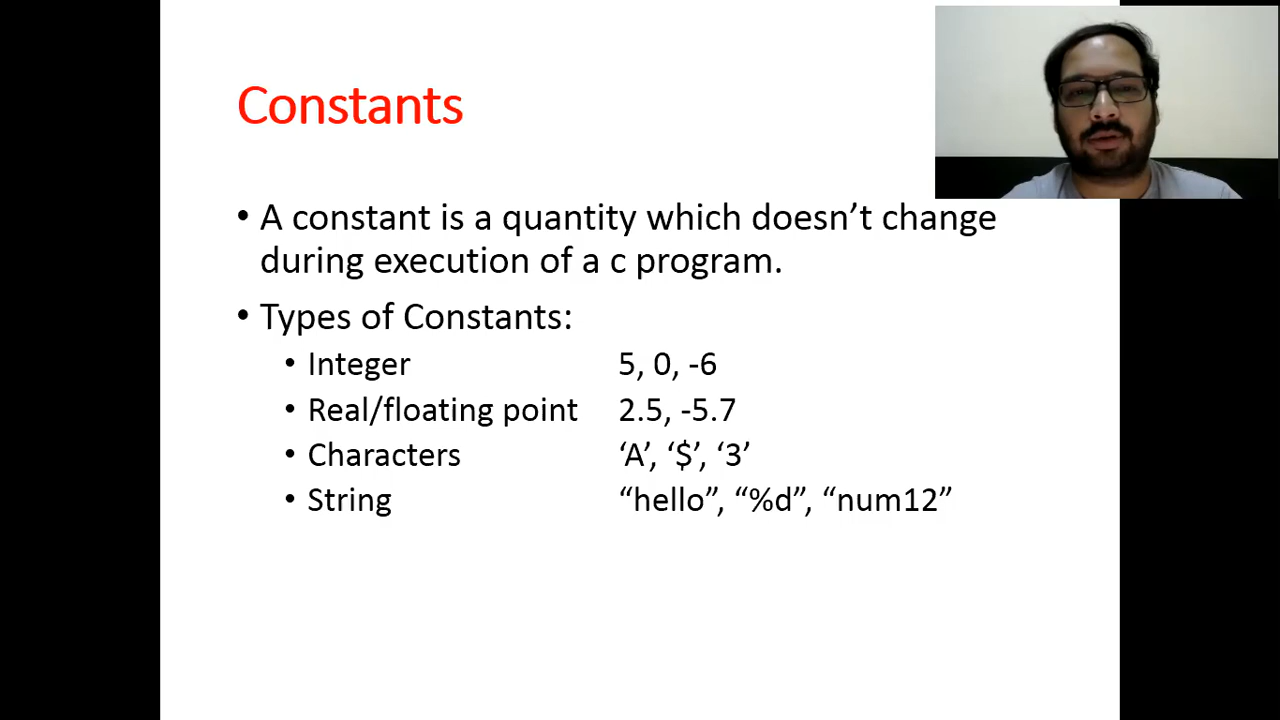 Constants
• A constant is a quantity which doesn’t change
during execution of a c program.
• Types of Constants:
• Integer 5, 0, -6
• Real/floating point 2.5, -5.7
• Characters ‘A’, ‘$’, ‘3’
• String “hello”, “%d”, “num12”